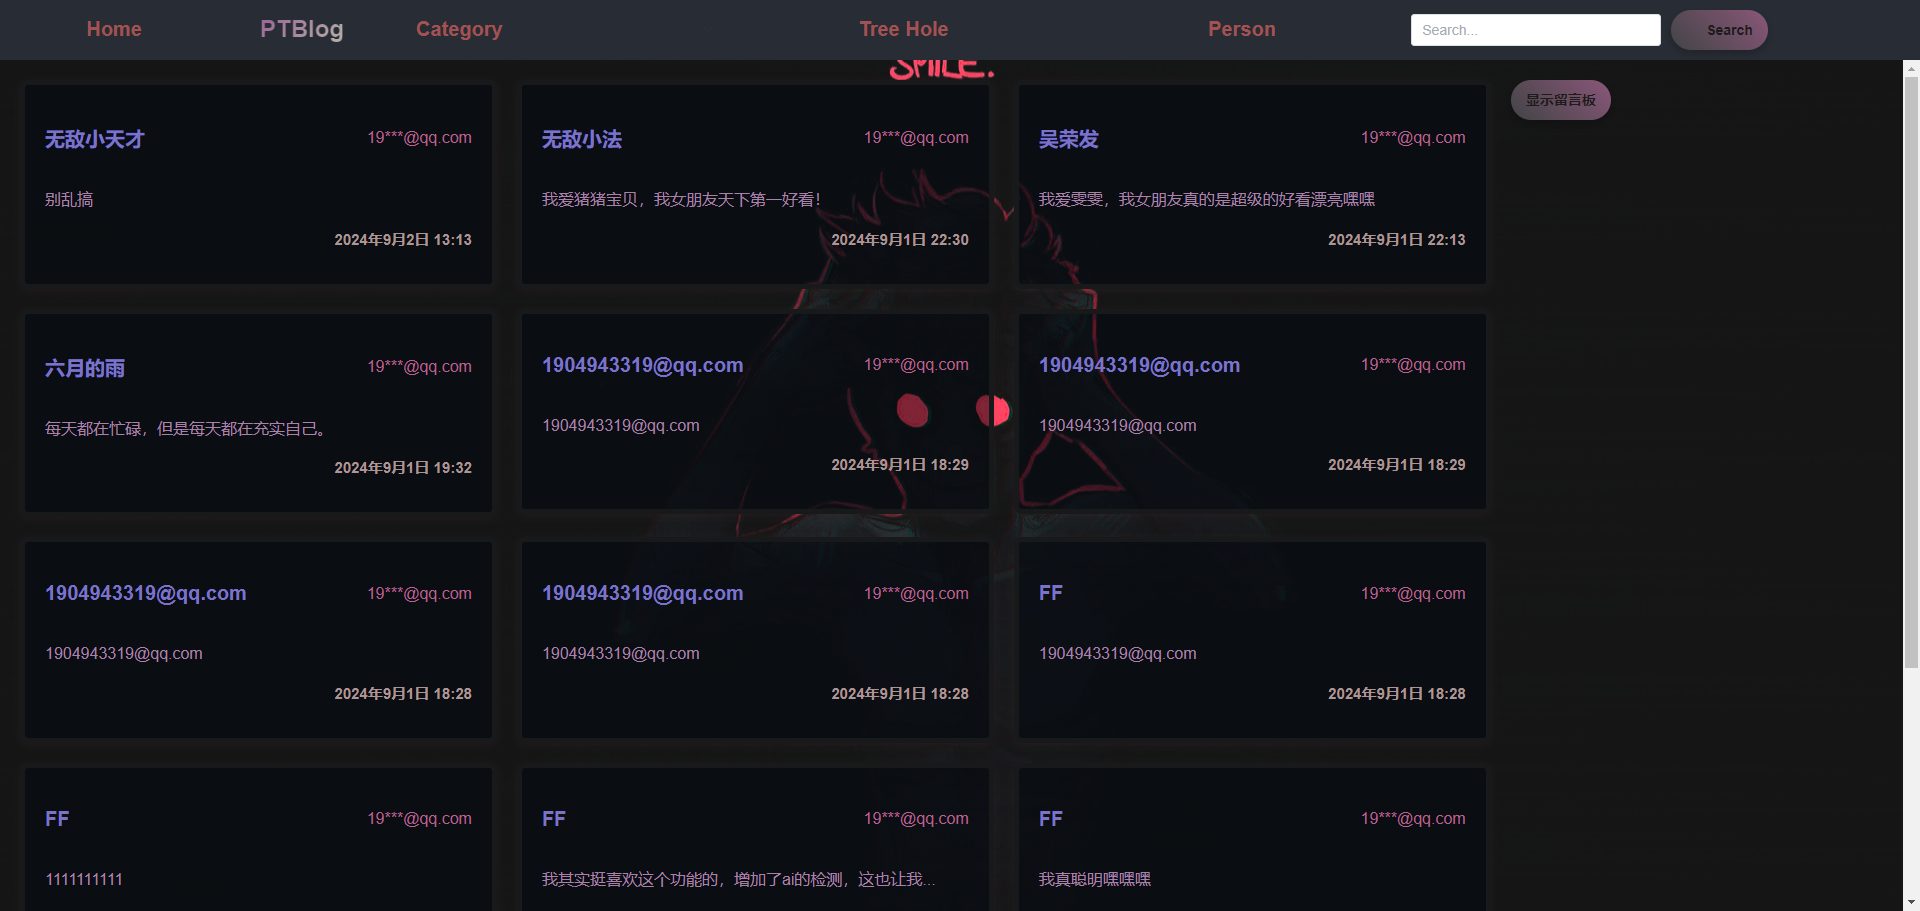 Home PTBlog Category Tree Hole Person Search... Search
SMILE.
显示留言板
无敌小天才 19***@qq.com
别乱搞
2024年9月2日 13:13
无敌小法 19***@qq.com
我爱猪猪宝贝，我女朋友天下第一好看！
2024年9月1日 22:30
吴荣发 19***@qq.com
我爱雯雯，我女朋友真的是超级的好看漂亮嘿嘿
2024年9月1日 22:13
六月的雨 19***@qq.com
每天都在忙碌，但是每天都在充实自己。
2024年9月1日 19:32
1904943319@qq.com 19***@qq.com
1904943319@qq.com
2024年9月1日 18:29
1904943319@qq.com 19***@qq.com
1904943319@qq.com
2024年9月1日 18:29
1904943319@qq.com 19***@qq.com
1904943319@qq.com
2024年9月1日 18:28
1904943319@qq.com 19***@qq.com
1904943319@qq.com
2024年9月1日 18:28
FF 19***@qq.com
1904943319@qq.com
2024年9月1日 18:28
FF 19***@qq.com
1111111111
FF 19***@qq.com
我其实挺喜欢这个功能的，增加了ai的检测，这也让我...
FF 19***@qq.com
我真聪明嘿嘿嘿